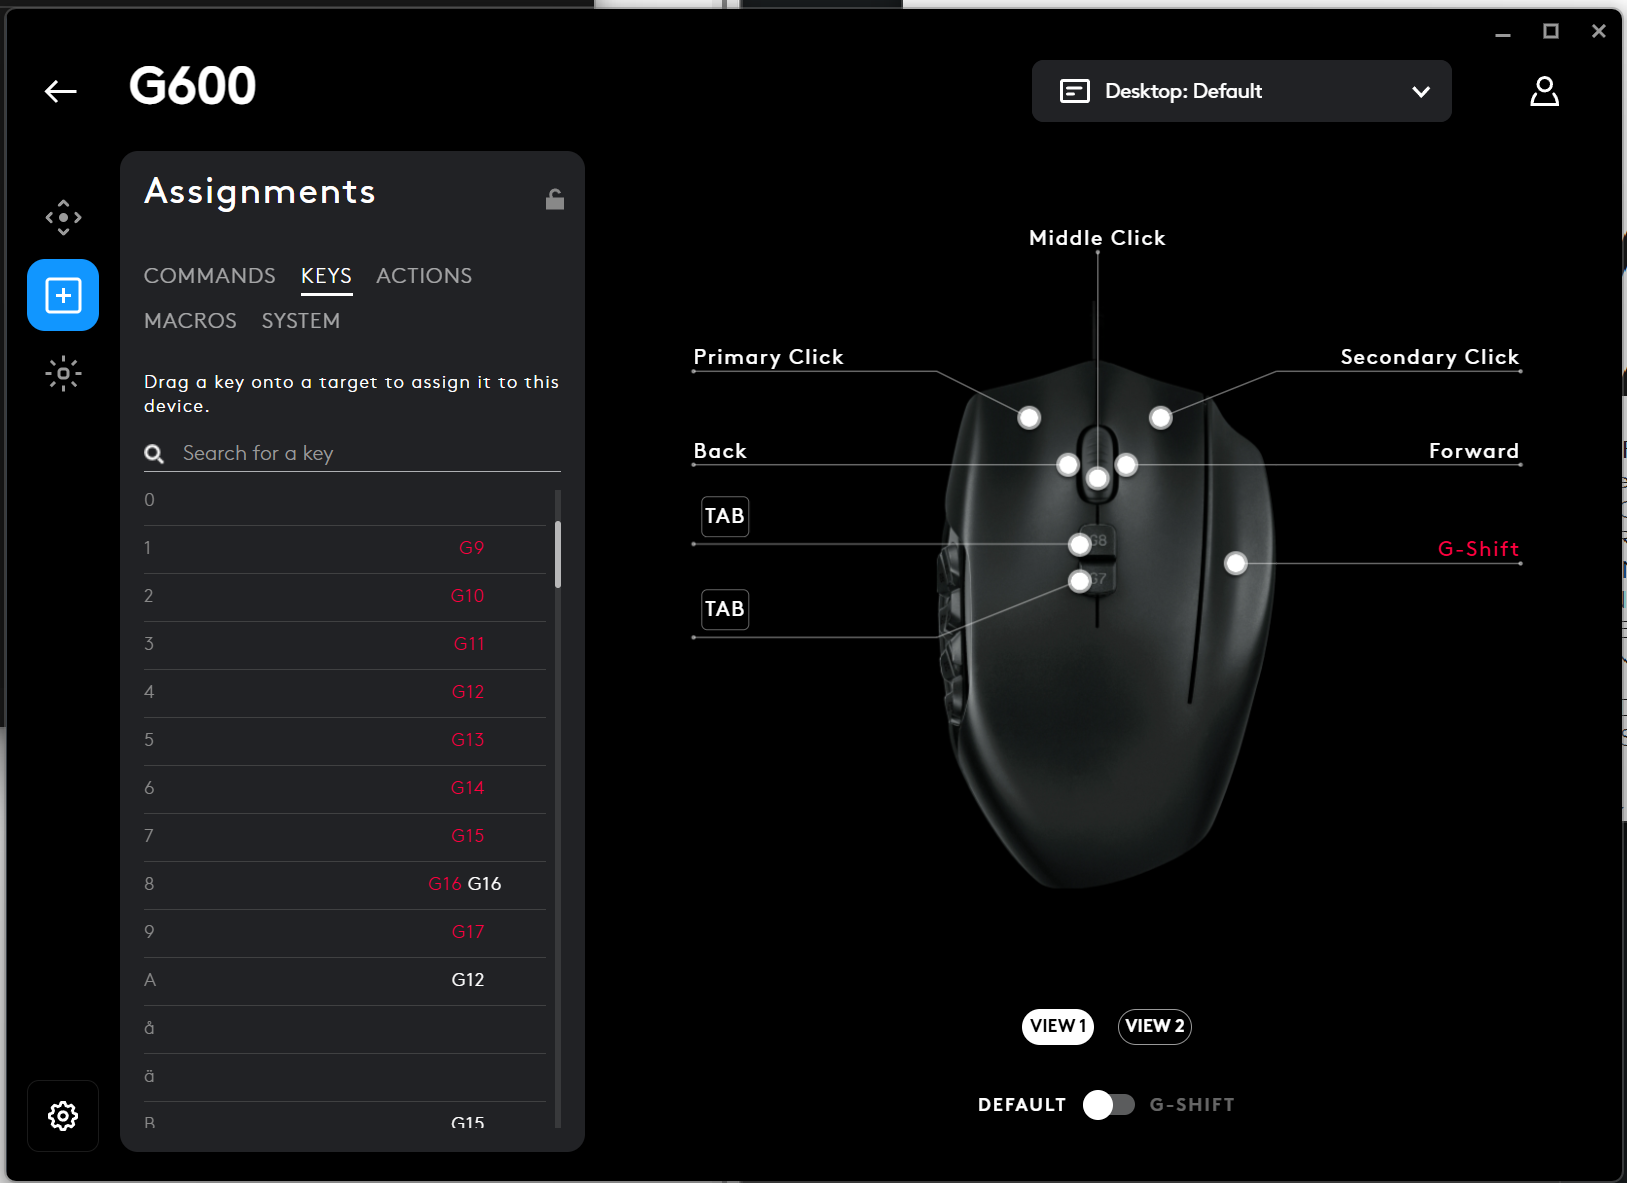 G600
Desktop: Default
Assignments
COMMANDS KEYS ACTIONS
MACROS SYSTEM
Drag a key onto a target to assign it to this
device.
Search for a key
0
1 G9
2 G10
3 G11
4 G12
5 G13
6 G14
7 G15
8 G16 G16
9 G17
A G12
å
ä
B G15
Middle Click
Primary Click
Secondary Click
Back
Forward
TAB
G8
G-Shift
G7
TAB
VIEW 1 VIEW 2
DEFAULT G-SHIFT